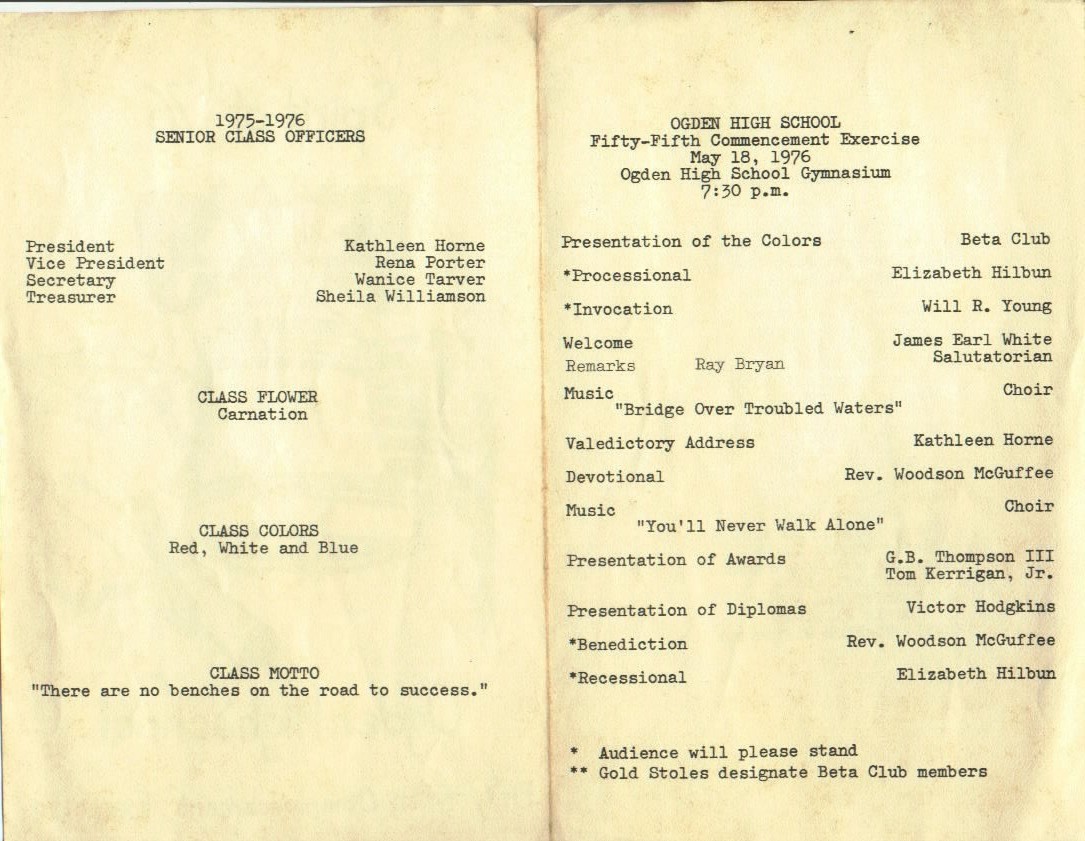 1975-1976
SENIOR CLASS OFFICERS
President Kathleen Horne
Vice President Rena Porter
Secretary Wanice Tarver
Treasurer Sheila Williamson
CLASS FLOWER
Carnation
CLASS COLORS
Red, White and Blue
CLASS MOTTO
"There are no benches on the road to success."
OGDEN HIGH SCHOOL
Fifty-Fifth Commencement Exercise
May 18, 1976
Ogden High School Gymnasium
7:30 p.m.
Presentation of the Colors Beta Club
*Processional Elizabeth Hilbun
*Invocation Will R. Young
Welcome James Earl White
Salutatorian
Remarks Ray Bryan
Music Choir
"Bridge Over Troubled Waters"
Valedictory Address Kathleen Horne
Devotional Rev. Woodson McGuffee
Music Choir
"You'll Never Walk Alone"
Presentation of Awards G.B. Thompson III
Tom Kerrigan, Jr.
Presentation of Diplomas Victor Hodgkins
*Benediction Rev. Woodson McGuffee
*Recessional Elizabeth Hilbun
* Audience will please stand
** Gold Stoles designate Beta Club members